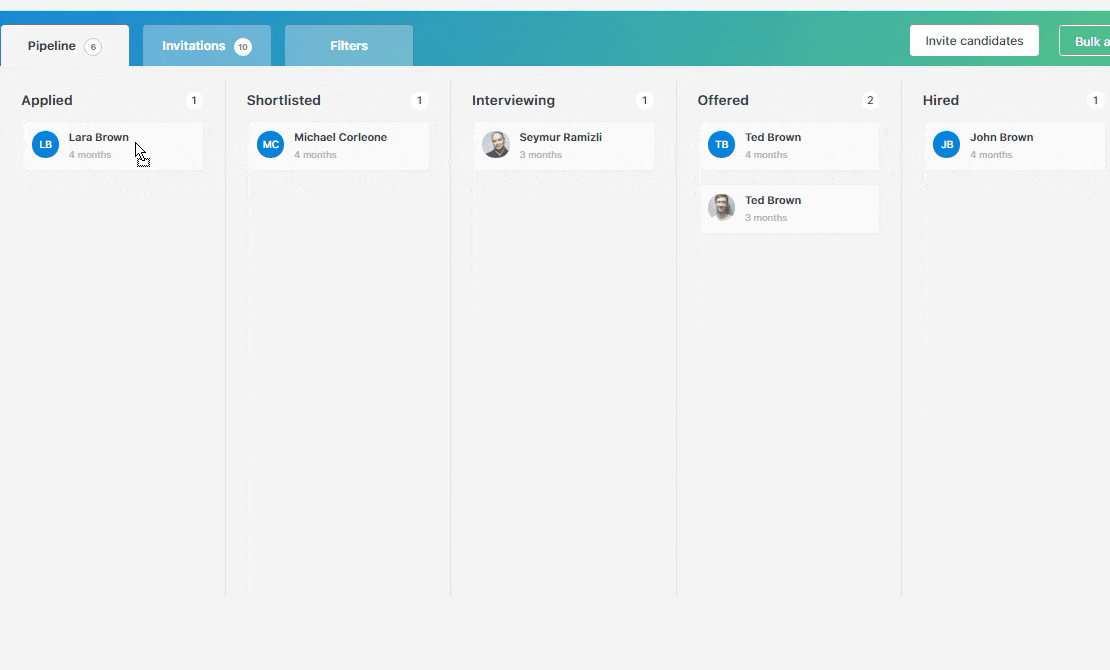 Pipeline 6
Invitations 10
Filters
Invite candidates
Bulk a
Applied 1
LB
Lara Brown
4 months
Shortlisted 1
MC
Michael Corleone
4 months
Interviewing 1
Seymur Ramizli
3 months
Offered 2
TB
Ted Brown
4 months
Ted Brown
3 months
Hired 1
JB
John Brown
4 months